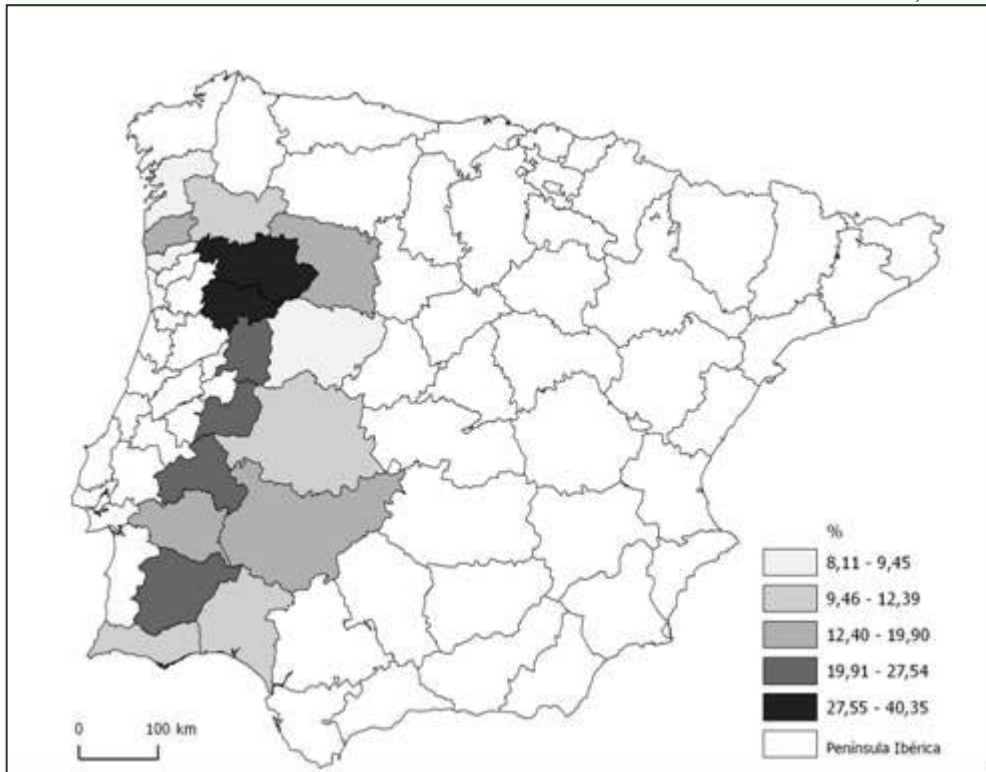 %
8,11 - 9,45
9,46 - 12,39
12,40 - 19,90
19,91 - 27,54
27,55 - 40,35
Península Ibérica
0 100 km